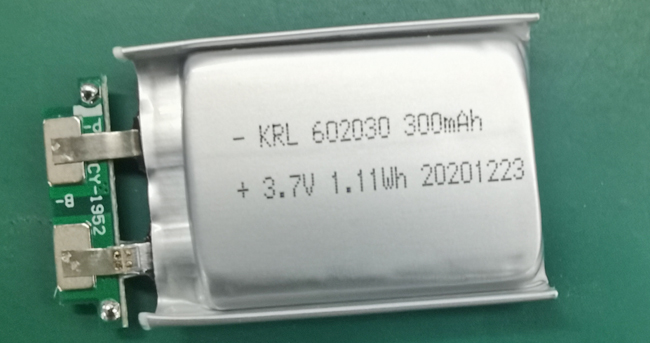 - KRL 602030 300mAh
+ 3.7V 1.11Wh 20201223
CY-1952
B-